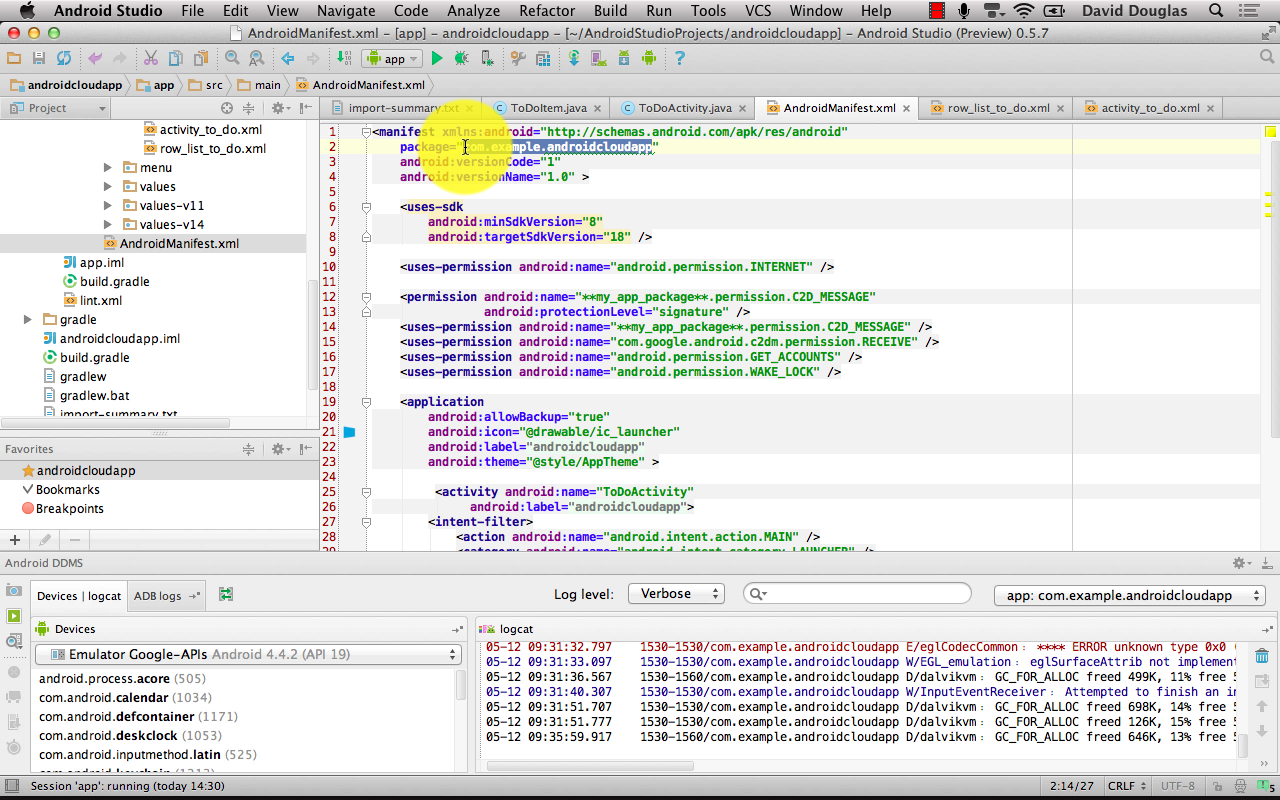 Android Studio File Edit View Navigate Code Analyze Refactor Build Run Tools VCS Window Help David Douglas
AndroidManifest.xml - [app] - androidcloudapp - [~/AndroidStudioProjects/androidcloudapp] - Android Studio (Preview) 0.5.7
app
androidcloudapp app src main AndroidManifest.xml
Project
import-summary.txt ToDoItem.java ToDoActivity.java AndroidManifest.xml row_list_to_do.xml activity_to_do.xml
activity_to_do.xml
row_list_to_do.xml
menu
values
values-v11
values-v14
AndroidManifest.xml
app.iml
build.gradle
lint.xml
gradle
androidcloudapp.iml
build.gradle
gradlew
gradlew.bat
import-summary.txt
1 <manifest xmlns:android="http://schemas.android.com/apk/res/android"
2 package="com.example.androidcloudapp"
3 android:versionCode="1"
4 android:versionName="1.0" >
5
6 <uses-sdk
7 android:minSdkVersion="8"
8 android:targetSdkVersion="18" />
9
10 <uses-permission android:name="android.permission.INTERNET" />
11
12 <permission android:name="**my_app_package**.permission.C2D_MESSAGE"
13 android:protectionLevel="signature" />
14 <uses-permission android:name="**my_app_package**.permission.C2D_MESSAGE" />
15 <uses-permission android:name="com.google.android.c2dm.permission.RECEIVE" />
16 <uses-permission android:name="android.permission.GET_ACCOUNTS" />
17 <uses-permission android:name="android.permission.WAKE_LOCK" />
18
19 <application
20 android:allowBackup="true"
21 android:icon="@drawable/ic_launcher"
22 android:label="androidcloudapp"
23 android:theme="@style/AppTheme" >
24
25 <activity android:name="ToDoActivity"
26 android:label="androidcloudapp">
27 <intent-filter>
28 <action android:name="android.intent.action.MAIN" />
29 <category android:name="android.intent.category.LAUNCHER" />
Favorites
androidcloudapp
Bookmarks
Breakpoints
Android DDMS
Devices | logcat ADB logs Log level: Verbose app: com.example.androidcloudapp
Devices
Emulator Google-APIs Android 4.4.2 (API 19)
android.process.acore (505)
com.android.calendar (1034)
com.android.defcontainer (1171)
com.android.deskclock (1053)
com.android.inputmethod.latin (525)
logcat
05-12 09:31:32.797 1530-1530/com.example.androidcloudapp E/eglCodecCommon: **** ERROR unknown type 0x0 (
05-12 09:31:33.097 1530-1530/com.example.androidcloudapp W/EGL_emulation: eglSurfaceAttrib not implement
05-12 09:31:36.567 1530-1560/com.example.androidcloudapp D/dalvikvm: GC_FOR_ALLOC freed 499K, 11% free
05-12 09:31:40.307 1530-1530/com.example.androidcloudapp W/InputEventReceiver: Attempted to finish an in
05-12 09:31:51.707 1530-1530/com.example.androidcloudapp D/dalvikvm: GC_FOR_ALLOC freed 698K, 14% free
05-12 09:31:51.777 1530-1530/com.example.androidcloudapp D/dalvikvm: GC_FOR_ALLOC freed 126K, 15% free
05-12 09:35:59.917 1530-1560/com.example.androidcloudapp D/dalvikvm: GC_FOR_ALLOC freed 646K, 13% free
Session 'app': running (today 14:30) 2:14/27 CRLF UTF-8 5